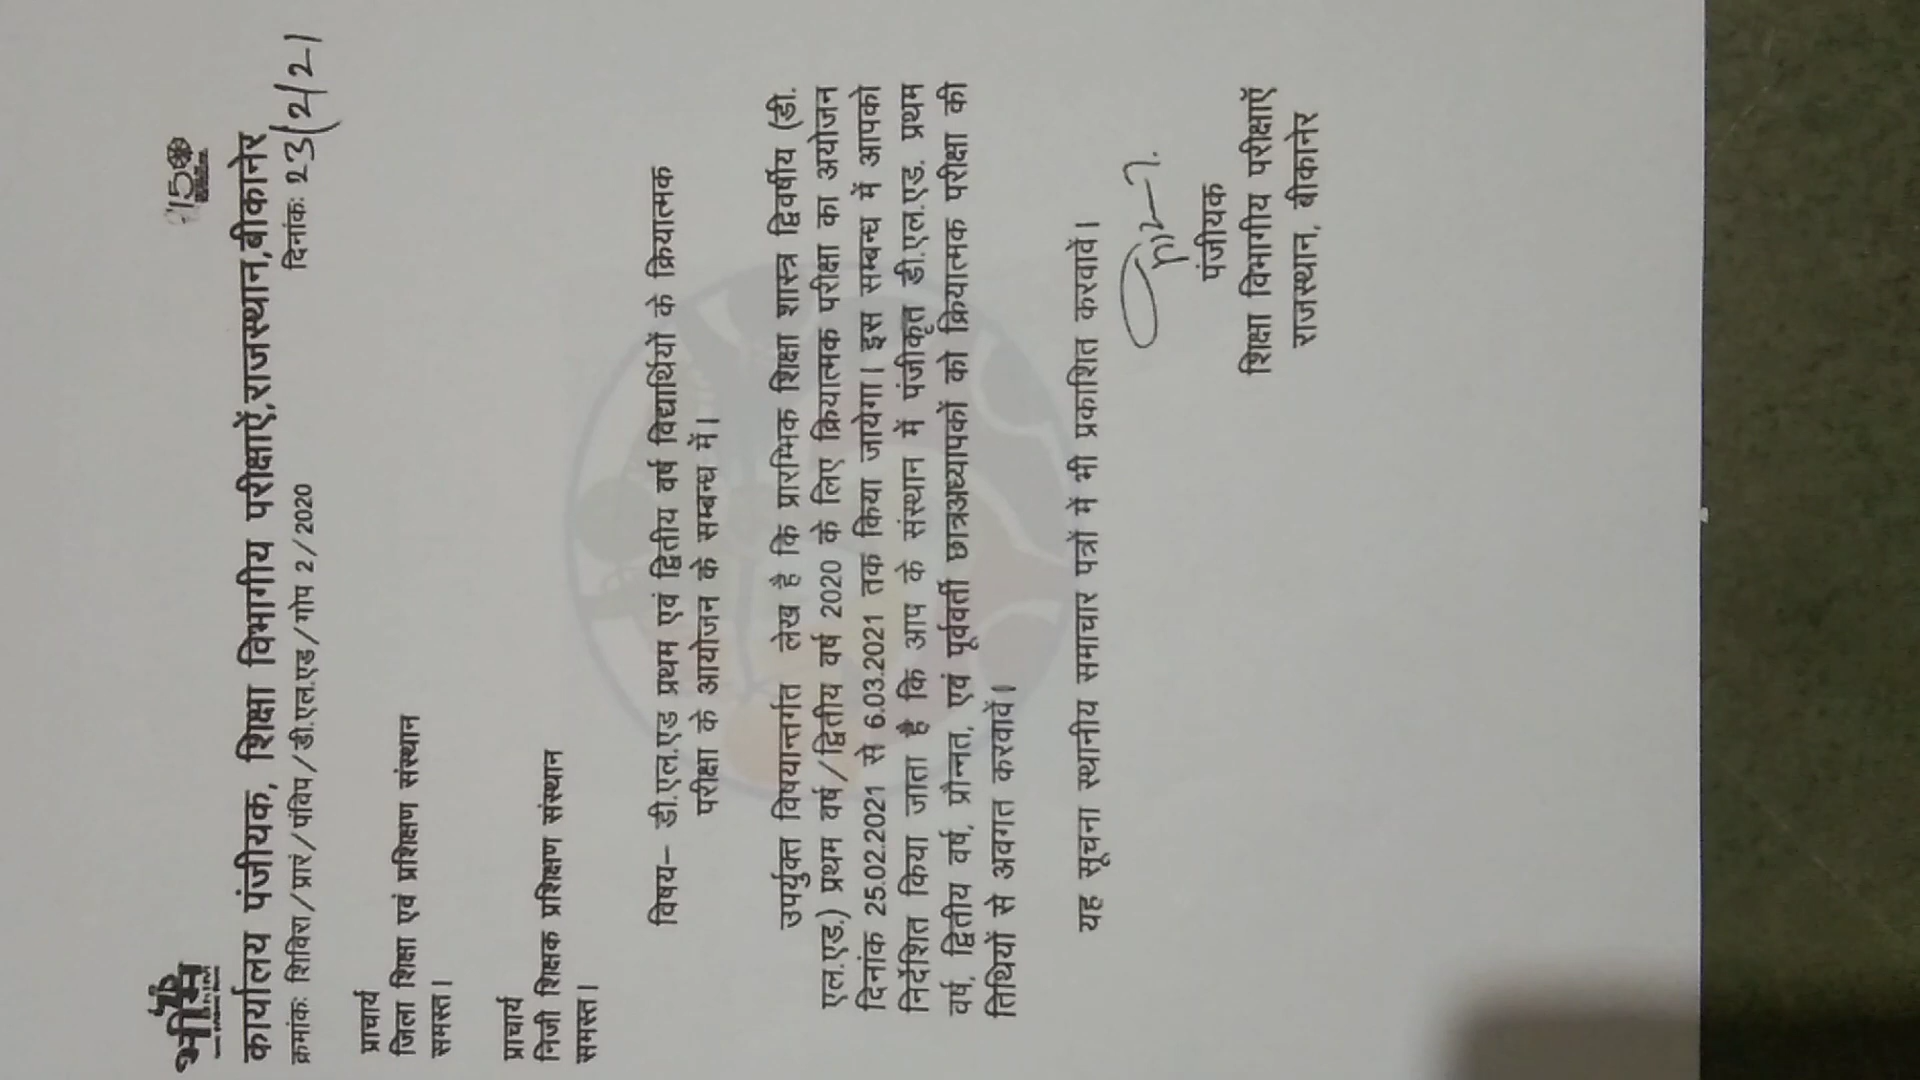 150
कार्यालय पंजीयक, शिक्षा विभागीय परीक्षाऐं,राजस्थान,बीकानेर
क्रमांकः शिविरा/प्रारं/पंविप/डी.एल.एड/गोप 2/2020 दिनांकः 23/2/21
प्राचार्य
जिला शिक्षा एवं प्रशिक्षण संस्थान
समस्त।
प्राचार्य
निजी शिक्षक प्रशिक्षण संस्थान
समस्त।
विषय– डी.एल.एड प्रथम एवं द्वितीय वर्ष विद्यार्थियों के क्रियात्मक
परीक्षा के आयोजन के सम्बन्ध में।
उपर्युक्त विषयान्तर्गत लेख है कि प्रारम्भिक शिक्षा शास्त्र द्विवर्षीय (डी.
एल.एड.) प्रथम वर्ष/द्वितीय वर्ष 2020 के लिए क्रियात्मक परीक्षा का अयोजन
दिनांक 25.02.2021 से 6.03.2021 तक किया जायेगा। इस सम्बन्ध में आपको
निर्देशित किया जाता है कि आप के संस्थान में पंजीकृत डी.एल.एड. प्रथम
वर्ष, द्वितीय वर्ष, प्रौन्नत, एवं पूर्ववर्ती छात्रअध्यापकों को क्रियात्मक परीक्षा की
तिथियों से अवगत करवावें।
यह सूचना स्थानीय समाचार पत्रों में भी प्रकाशित करवावें।
पंजीयक
शिक्षा विभागीय परीक्षाऐं
राजस्थान, बीकानेर